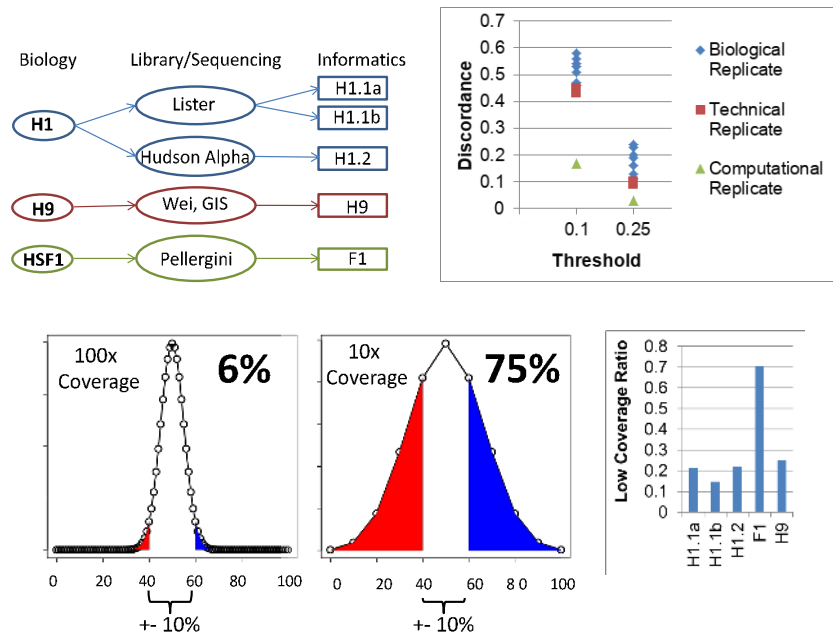 Biology
Library/Sequencing
Informatics
H1
Lister
Hudson Alpha
H1.1a
H1.1b
H1.2
H9
Wei, GIS
H9
HSF1
Pellergini
F1
Discordance
0.7
0.6
0.5
0.4
0.3
0.2
0.1
0
0.1
0.25
Threshold
Biological
Replicate
Technical
Replicate
Computational
Replicate
100x
Coverage
6%
0
20
40
60
80
100
+- 10%
10x
Coverage
75%
0
20
40
60
8 0
100
+- 10%
Low Coverage Ratio
0.8
0.7
0.6
0.5
0.4
0.3
0.2
0.1
0
H1.1a
H1.1b
H1.2
F1
H9